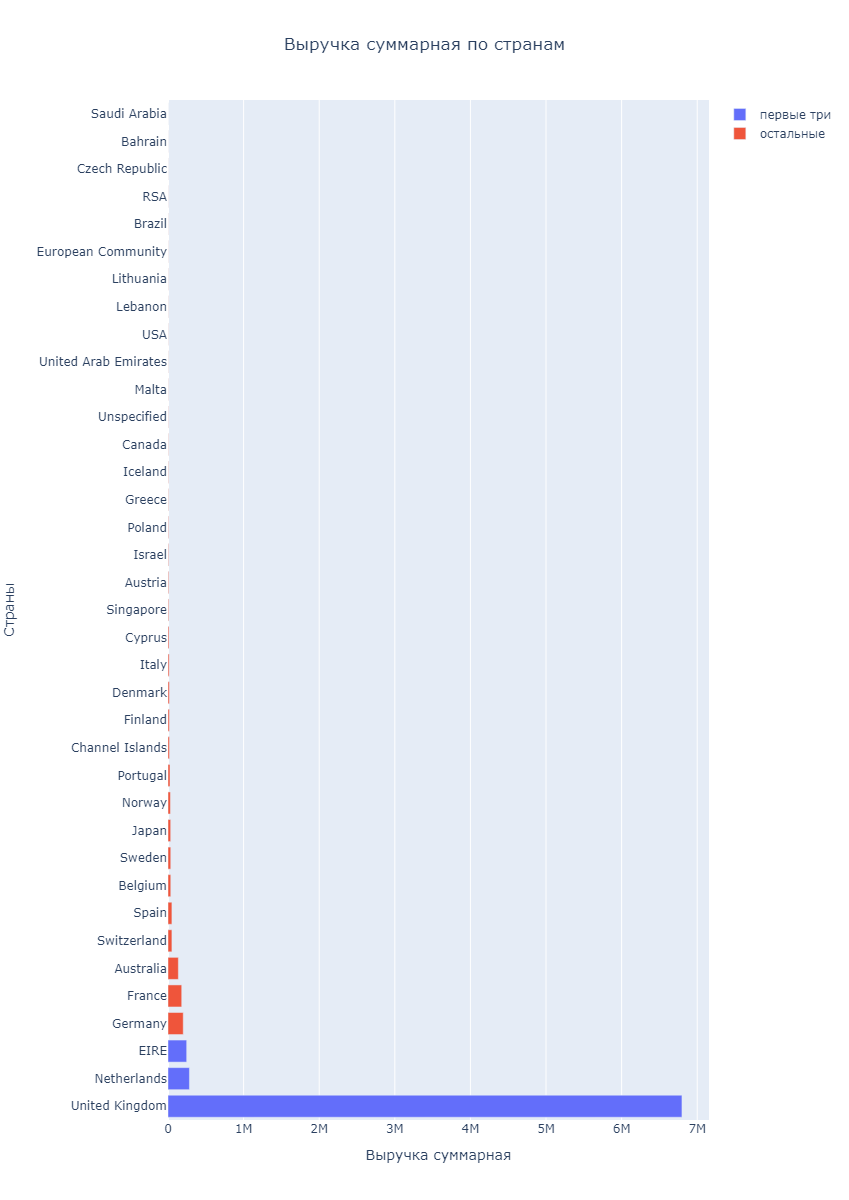 Выручка суммарная по странам
первые три
остальные
Saudi Arabia
Bahrain
Czech Republic
RSA
Brazil
European Community
Lithuania
Lebanon
USA
United Arab Emirates
Malta
Unspecified
Canada
Iceland
Greece
Poland
Israel
Austria
Singapore
Cyprus
Italy
Denmark
Finland
Channel Islands
Portugal
Norway
Japan
Sweden
Belgium
Spain
Switzerland
Australia
France
Germany
EIRE
Netherlands
United Kingdom
Страны
0 1M 2M 3M 4M 5M 6M 7M
Выручка суммарная